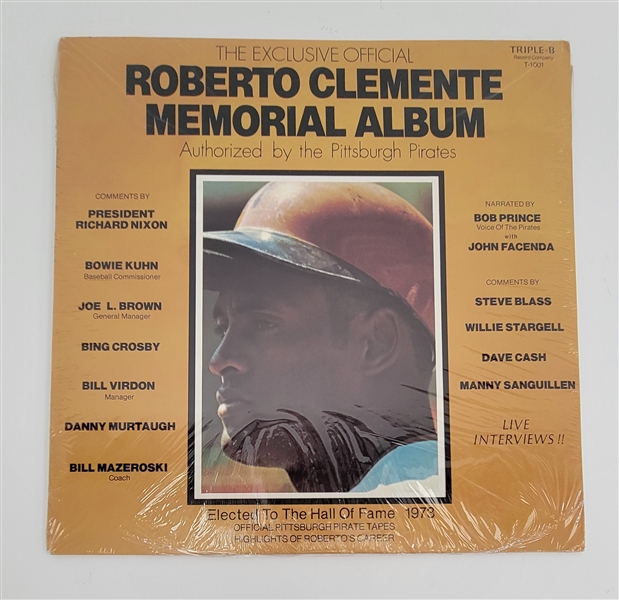 THE EXCLUSIVE OFFICIAL
ROBERTO CLEMENTE
MEMORIAL ALBUM
Authorized by the Pittsburgh Pirates
TRIPLE-B
Record Company
T-1001
COMMENTS BY
PRESIDENT
RICHARD NIXON
BOWIE KUHN
Baseball Commissioner
JOE L. BROWN
General Manager
BING CROSBY
BILL VIRDON
Manager
DANNY MURTAUGH
BILL MAZEROSKI
Coach
NARRATED BY
BOB PRINCE
Voice Of The Pirates
with
JOHN FACENDA
COMMENTS BY
STEVE BLASS
WILLIE STARGELL
DAVE CASH
MANNY SANGUILLEN
LIVE
INTERVIEWS !!
Elected To The Hall Of Fame 1973
OFFICIAL PITTSBURGH PIRATE TAPES
HIGHLIGHTS OF ROBERTO'S CAREER